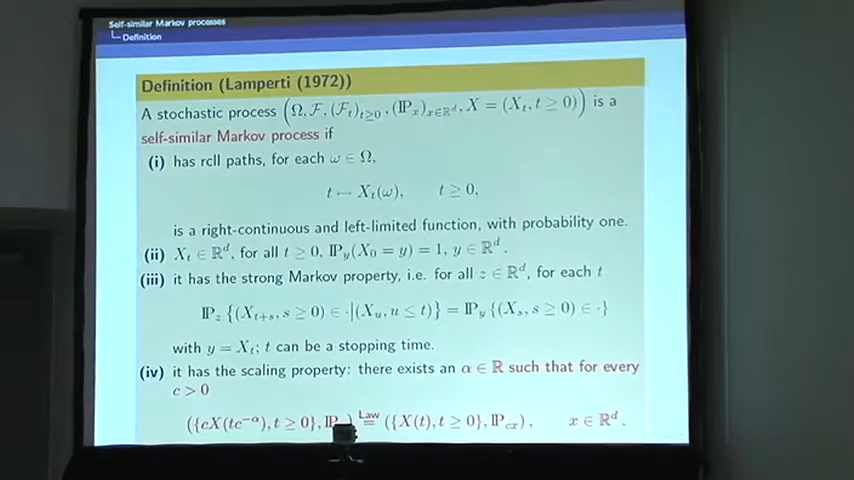 Self-similar Markov processes
Definition
Definition (Lamperti (1972))
A stochastic process (Ω, ℱ, (ℱ_t)_{t≥0}, (ℙ_x)_{x∈ℝ^d}, X = (X_t, t ≥ 0)) is a
self-similar Markov process if
(i) has rcll paths, for each ω ∈ Ω,
t ↦ X_t(ω), t ≥ 0,
is a right-continuous and left-limited function, with probability one.
(ii) X_t ∈ ℝ^d, for all t ≥ 0, ℙ_y(X_0 = y) = 1, y ∈ ℝ^d.
(iii) it has the strong Markov property, i.e. for all z ∈ ℝ^d, for each t
ℙ_z {(X_{t+s}, s ≥ 0) ∈ ·|(X_u, u ≤ t)} = ℙ_y {(X_s, s ≥ 0) ∈ ·}
with y = X_t; t can be a stopping time.
(iv) it has the scaling property: there exists an α ∈ ℝ such that for every
c > 0
({cX(tc^{-α}), t ≥ 0}, ℙ ) Law = ({X(t), t ≥ 0}, ℙ_{cx}), x ∈ ℝ^d.